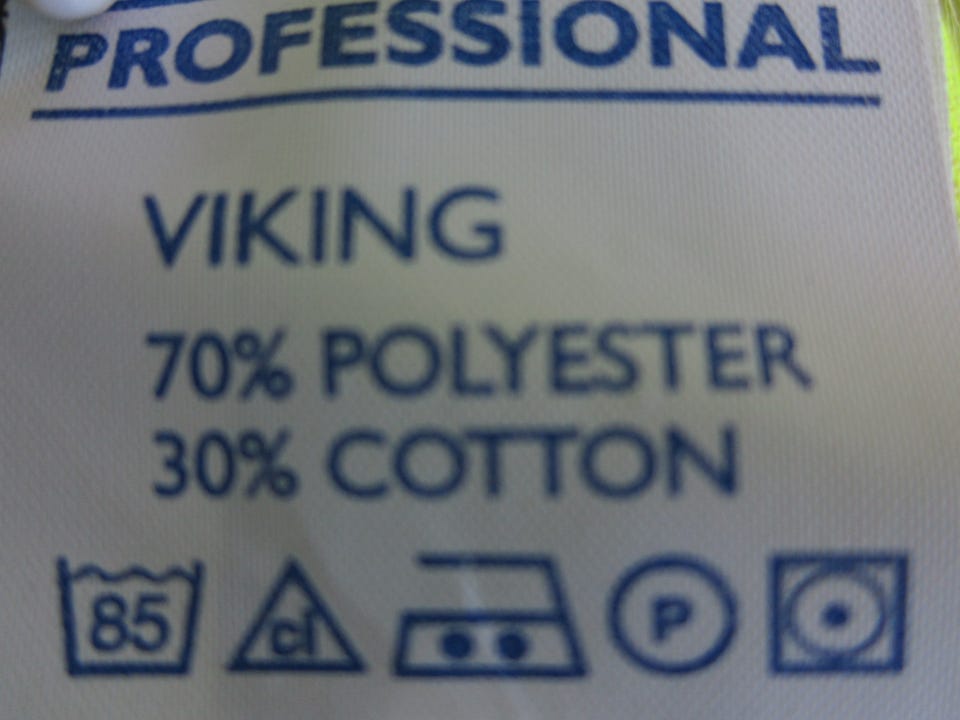 PROFESSIONAL
VIKING
70% POLYESTER
30% COTTON
85 cl P